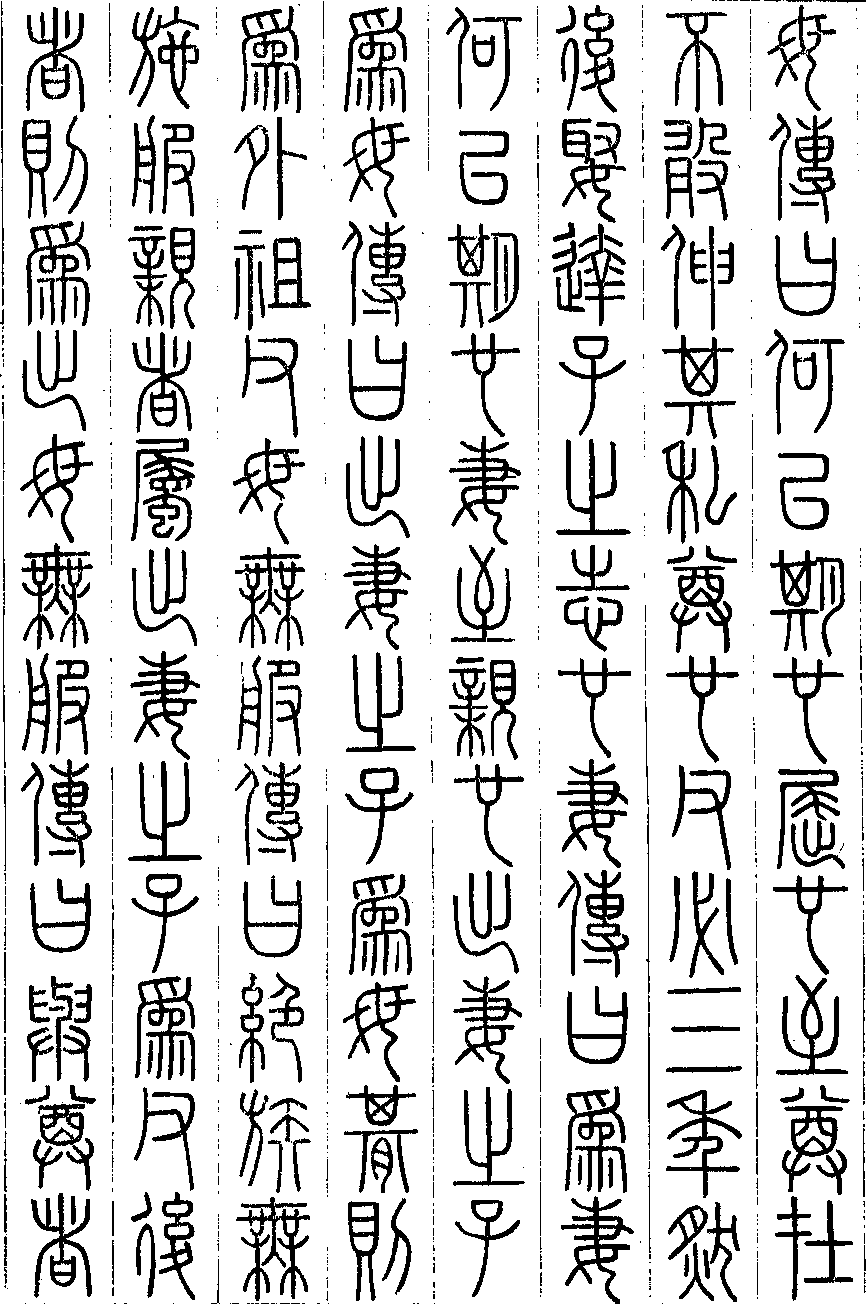 母傳曰何以期也屈也至尊在
不敢伸其私尊也父必三年然
後娶達子之志也妻傳曰為妻
何以期也妻至親也出妻之子
為母傳曰出妻之子為母期則
為外祖父母無服傳曰絕族無
施服親者屬出妻之子為父後
者則為出母無服傳曰與尊者